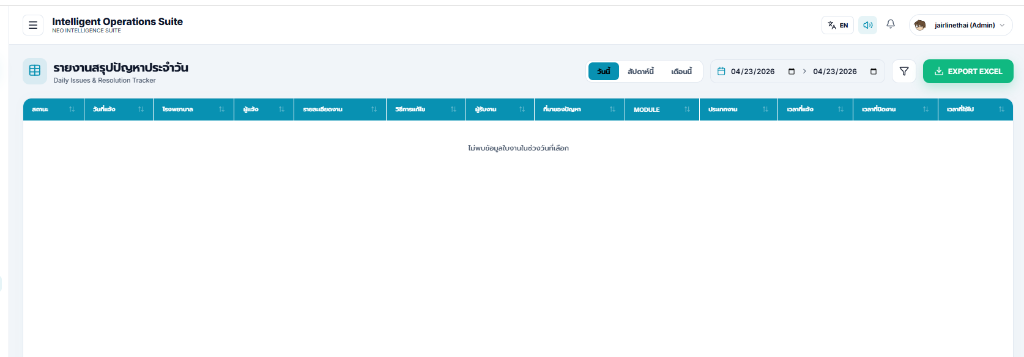 Intelligent Operations Suite
NEO INTELLIGENCE SUITE
EN
jairlinethai (Admin)
รายงานสรุปปัญหาประจำวัน
Daily Issues & Resolution Tracker
วันนี้ สัปดาห์นี้ เดือนนี้
04/23/2026 > 04/23/2026
EXPORT EXCEL
สถานะ วันที่แจ้ง โรงพยาบาล ผู้แจ้ง รายละเอียดงาน วิธีการแก้ไข ผู้รับงาน ที่มาของปัญหา MODULE ประเภทงาน เวลาที่แจ้ง เวลาที่ปิดงาน เวลาที่ใช้ไป
ไม่พบข้อมูลใบงานในช่วงวันที่เลือก